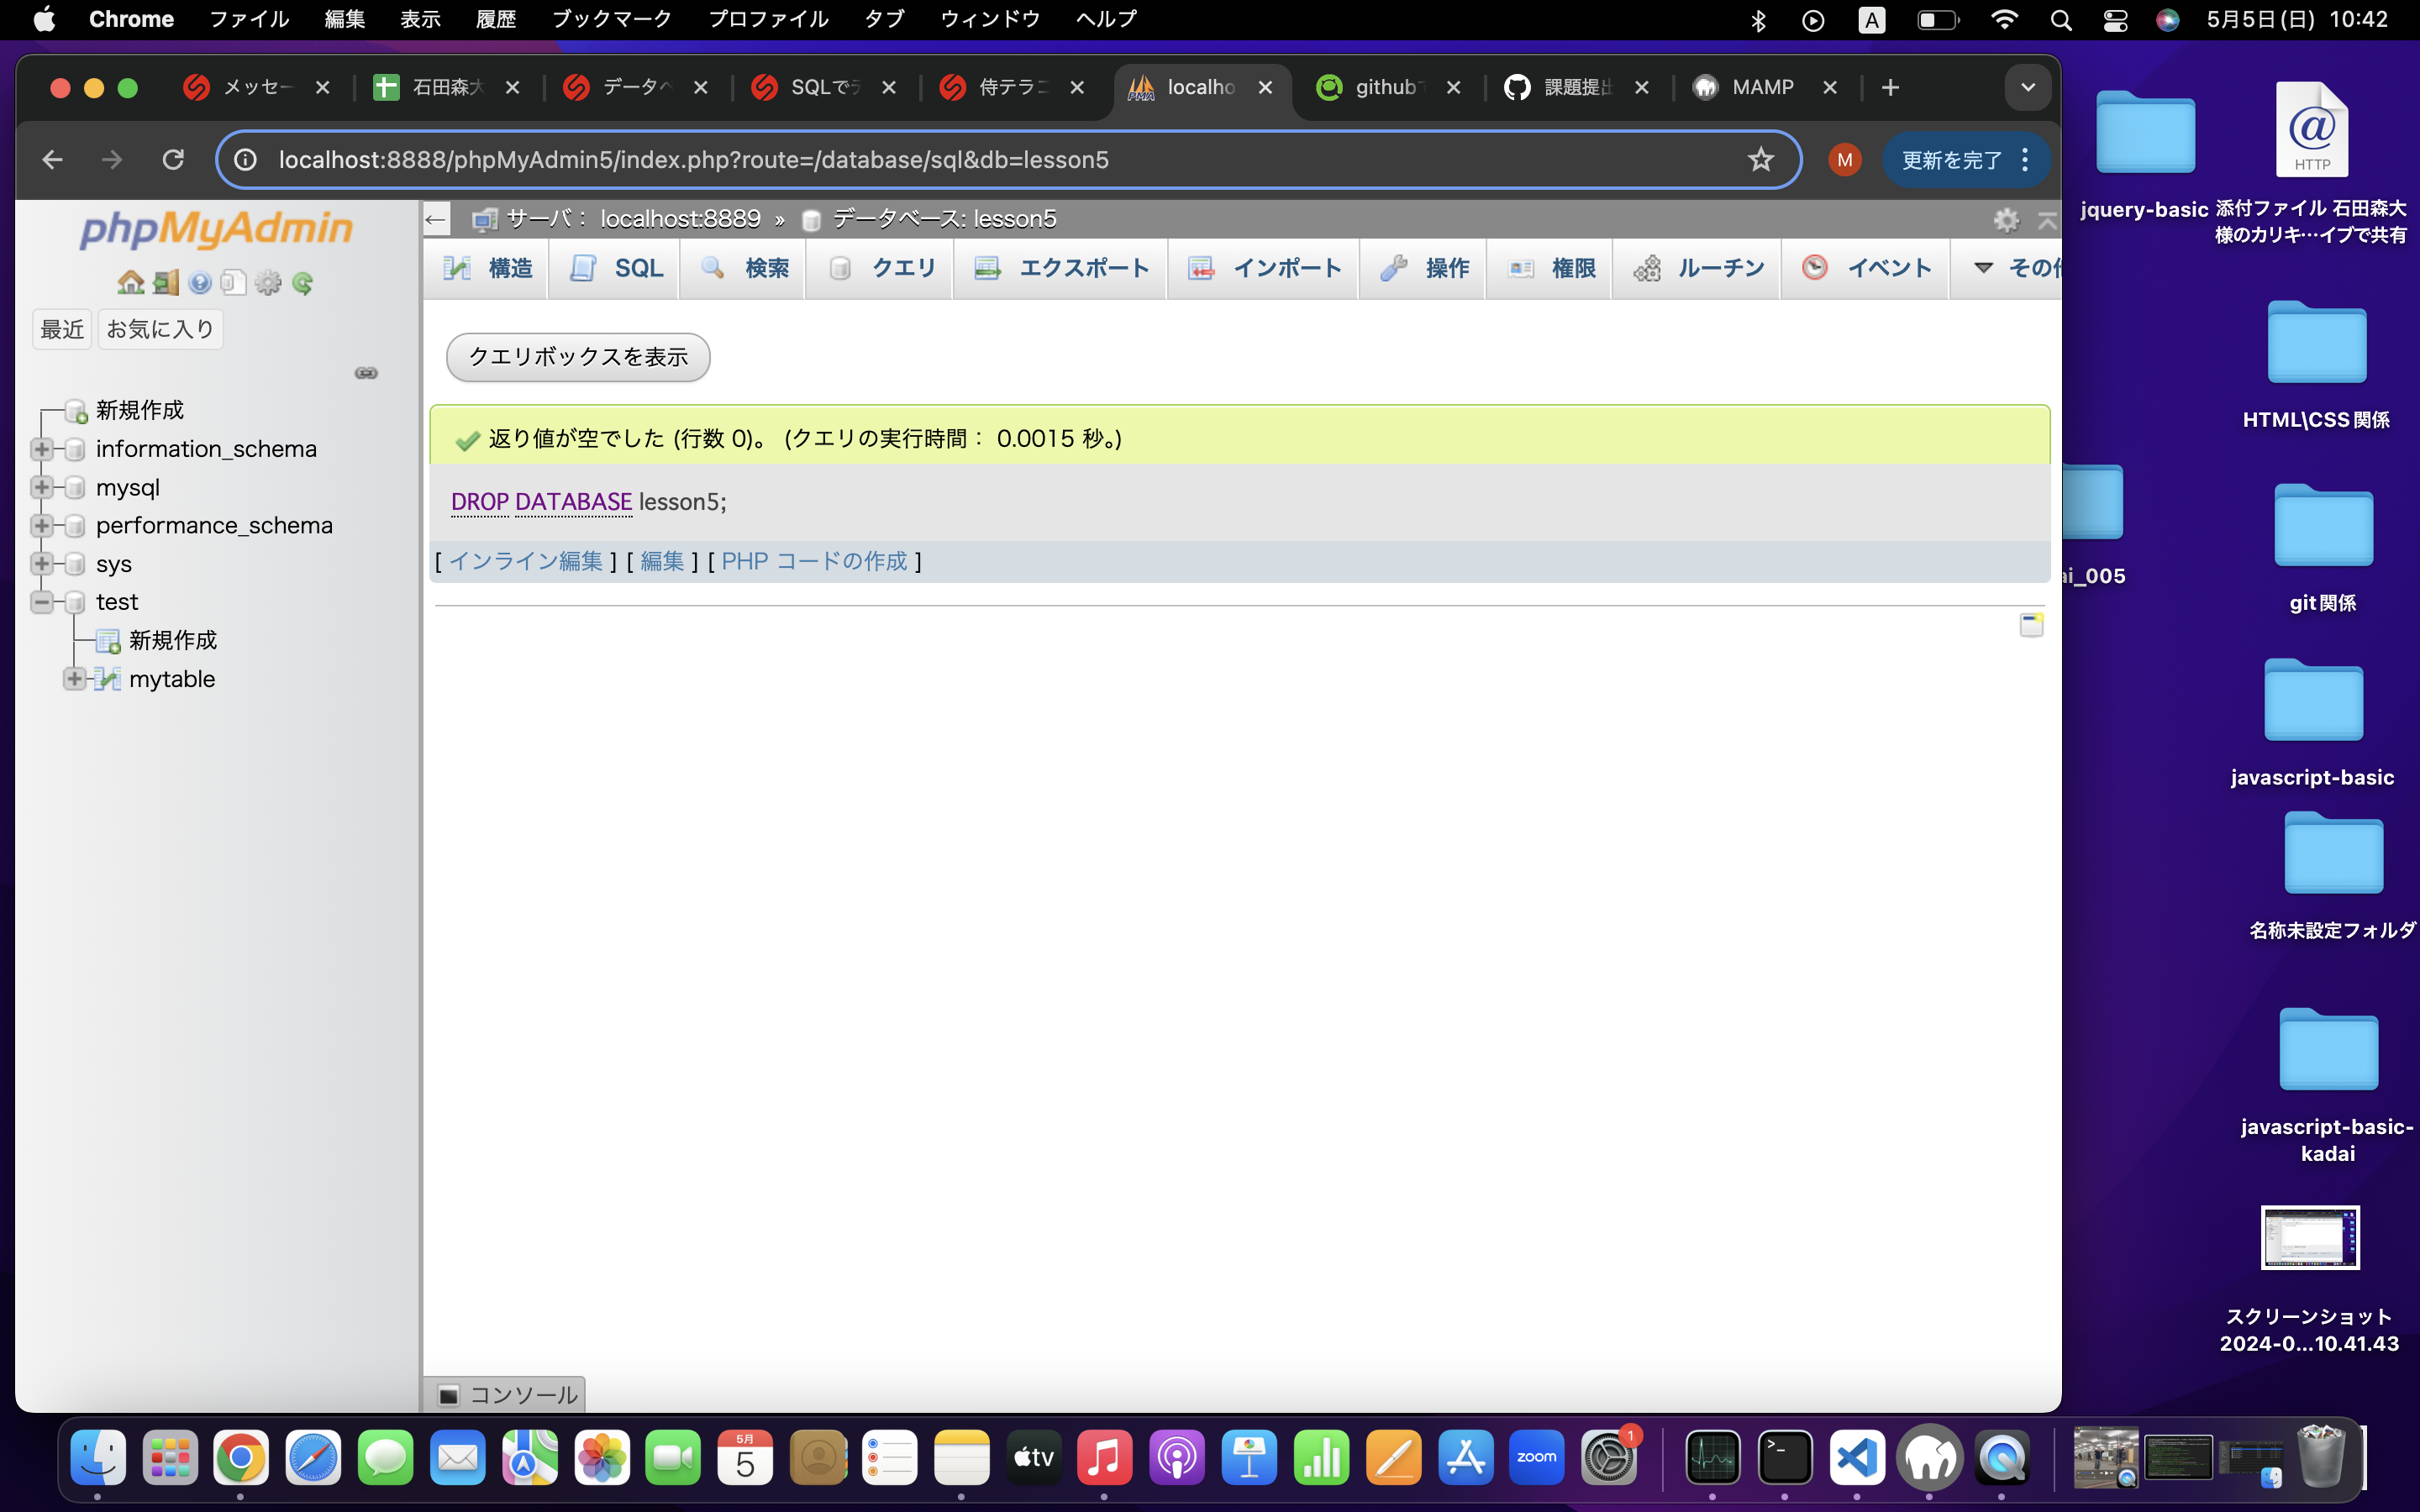 Chrome ファイル 編集 表示 履歴 ブックマーク プロファイル タブ ウィンドウ ヘルプ A 5月5日(日) 10:42
メッセー 石田森大 データベ SQLでデ 侍テラコ localho github 課題提出 MAMP
localhost:8888/phpMyAdmin5/index.php?route=/database/sql&db=lesson5 M 更新を完了
phpMyAdmin
最近 お気に入り
新規作成
information_schema
mysql
performance_schema
sys
test
新規作成
mytable
サーバ： localhost:8889 » データベース: lesson5
構造 SQL 検索 クエリ エクスポート インポート 操作 権限 ルーチン イベント その他
クエリボックスを表示
返り値が空でした (行数 0)。 (クエリの実行時間： 0.0015 秒。)
DROP DATABASE lesson5;
[ インライン編集 ] [ 編集 ] [ PHP コードの作成 ]
コンソール
jquery-basic
HTTP
添付ファイル 石田森大
様のカリキ…イブで共有
HTML\CSS関係
ai_005
git関係
javascript-basic
名称未設定フォルダ
javascript-basic-
kadai
スクリーンショット
2024-0...10.41.43
5月
5
tv
zoom
1